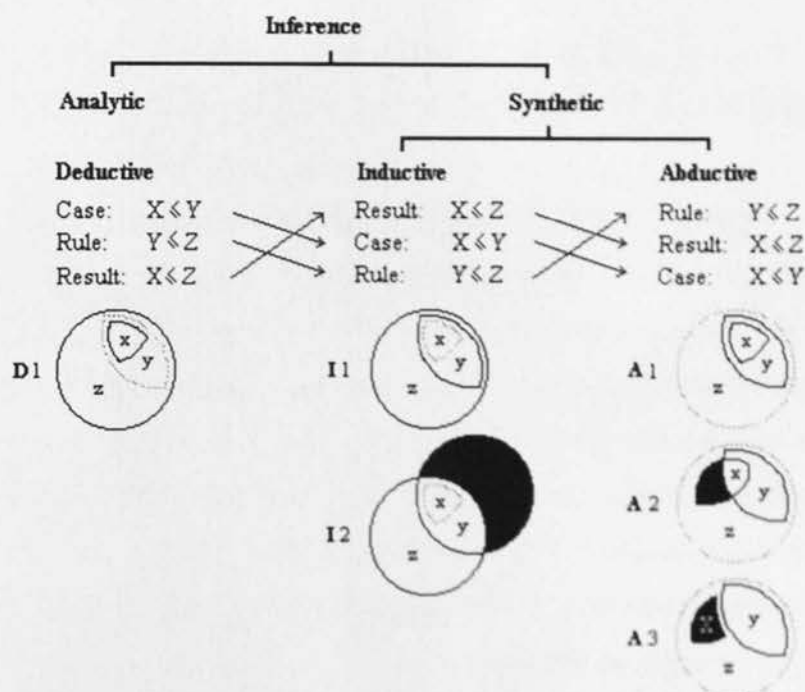 Inference
Analytic Synthetic
Deductive Inductive Abductive
Case: X ⩽ Y Result: X ⩽ Z Rule: Y ⩽ Z
Rule: Y ⩽ Z Case: X ⩽ Y Result: X ⩽ Z
Result: X ⩽ Z Rule: Y ⩽ Z Case: X ⩽ Y
x x x
y y y
D1 I1 A1
z z z
x x
y y
I2 A2
z z
x y
A3
z